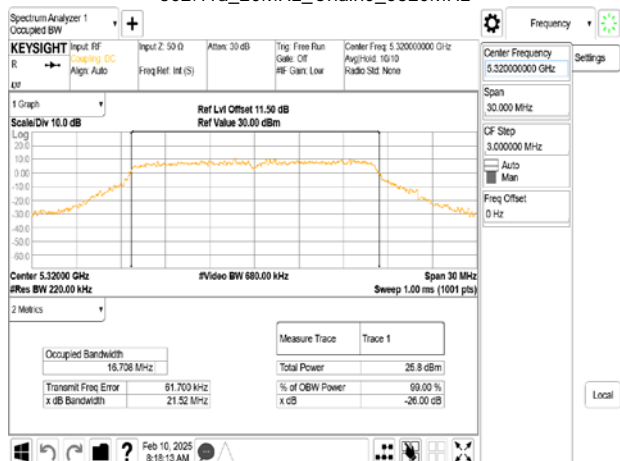 Spectrum Analyzer 1
Occupied BW
Frequency
KEYSIGHT
R
Input: RF
Coupling: DC
Align: Auto
Input Z: 50 Ω
Freq Ref: Int (S)
Atten: 30 dB
Trig: Free Run
Gate: Off
#IF Gain: Low
Center Freq: 5.320000000 GHz
Avg|Hold: 10/10
Radio Std: None
Center Frequency
5.320000000 GHz
Settings
Span
30.000 MHz
CF Step
3.000000 MHz
Auto
Man
Freq Offset
0 Hz
Local
1 Graph
Scale/Div 10.0 dB
Ref Lvl Offset 11.50 dB
Ref Value 30.00 dBm
Log
20.0
10.0
0.00
-10.0
-20.0
-30.0
-40.0
-50.0
-60.0
Center 5.32000 GHz
#Res BW 220.00 kHz
#Video BW 680.00 kHz
Span 30 MHz
Sweep 1.00 ms (1001 pts)
2 Metrics
Measure Trace Trace 1
Occupied Bandwidth
16.708 MHz
Total Power 25.8 dBm
Transmit Freq Error 61.700 kHz
% of OBW Power 99.00 %
x dB Bandwidth 21.52 MHz
x dB -26.00 dB
Feb 10, 2025
8:18:13 AM